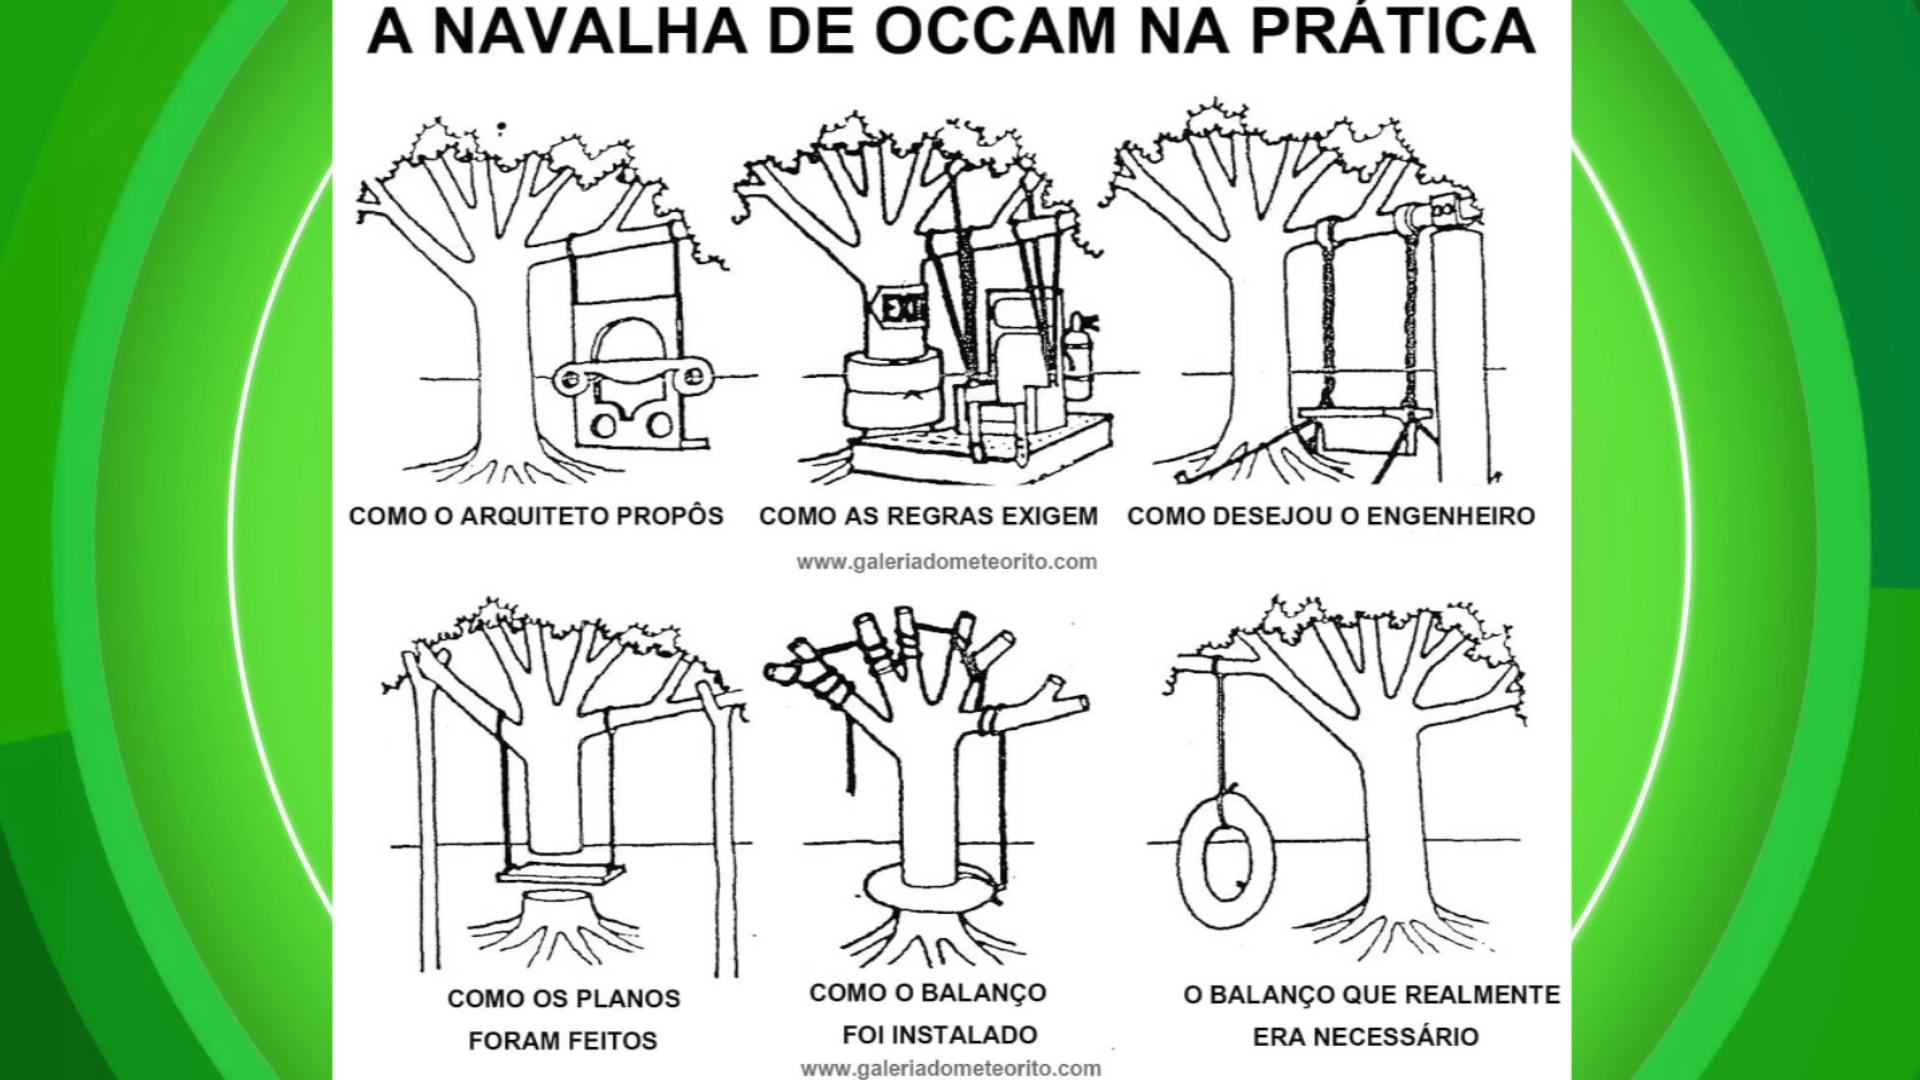 A NAVALHA DE OCCAM NA PRÁTICA
EXIT
COMO O ARQUITETO PROPÔS
COMO AS REGRAS EXIGEM
COMO DESEJOU O ENGENHEIRO
www.galeriadometeorito.com
COMO OS PLANOS
FORAM FEITOS
COMO O BALANÇO
FOI INSTALADO
O BALANÇO QUE REALMENTE
ERA NECESSÁRIO
www.galeriadometeorito.com